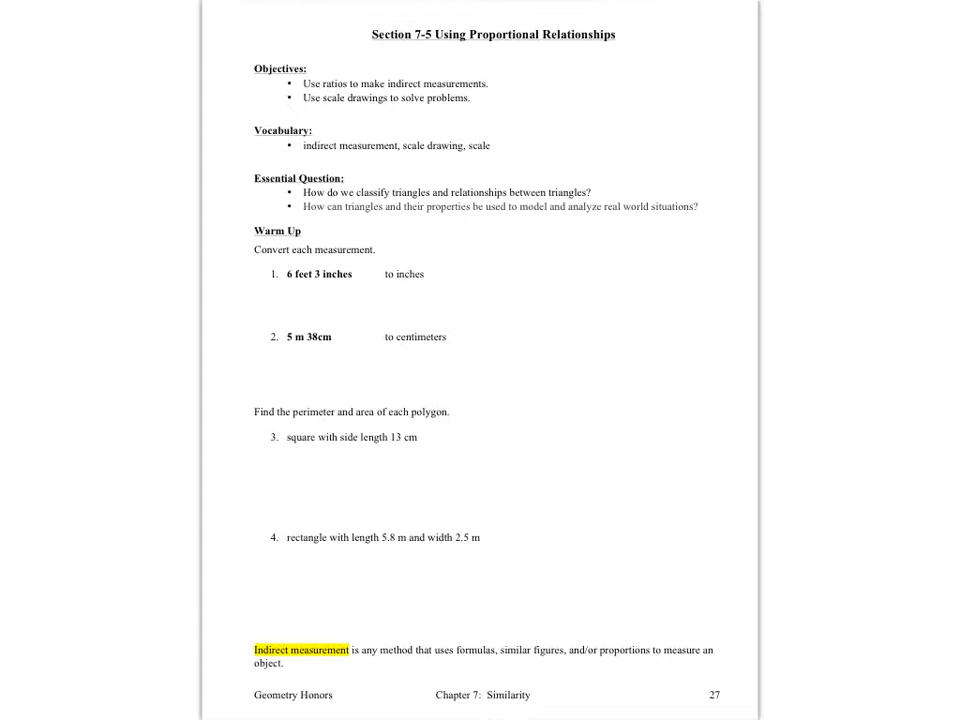 Section 7-5 Using Proportional Relationships
Objectives:
• Use ratios to make indirect measurements.
• Use scale drawings to solve problems.
Vocabulary:
• indirect measurement, scale drawing, scale
Essential Question:
• How do we classify triangles and relationships between triangles?
• How can triangles and their properties be used to model and analyze real world situations?
Warm Up
Convert each measurement.
1. 6 feet 3 inches to inches
2. 5 m 38cm to centimeters
Find the perimeter and area of each polygon.
3. square with side length 13 cm
4. rectangle with length 5.8 m and width 2.5 m
Indirect measurement is any method that uses formulas, similar figures, and/or proportions to measure an
object.
Geometry Honors Chapter 7: Similarity 27